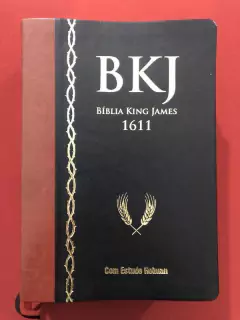 BKJ
BÍBLIA KING JAMES
1611
Com Estudo Holman